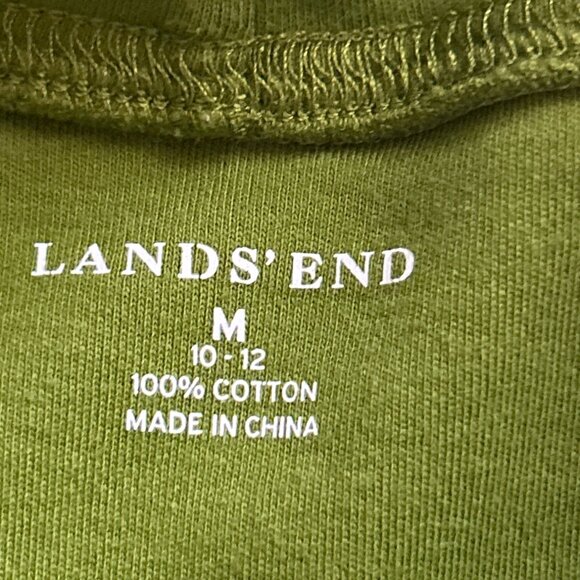 LANDS' END
M
10 - 12
100% COTTON
MADE IN CHINA